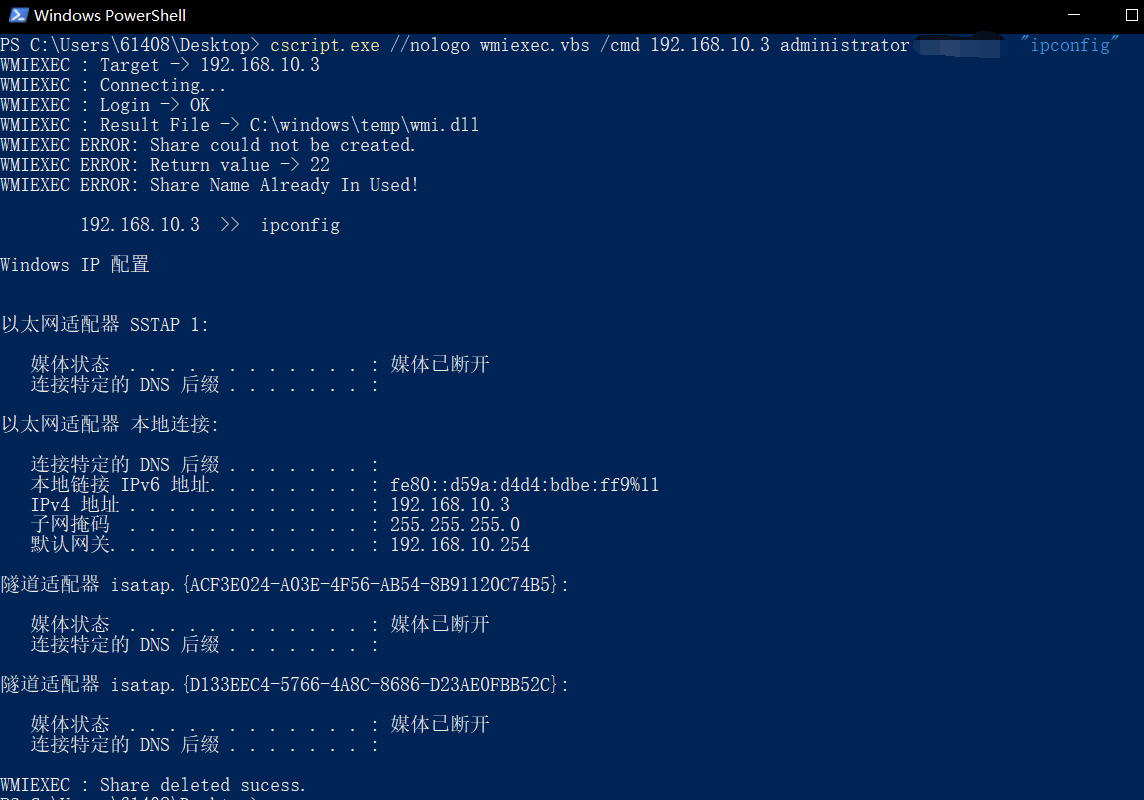 Windows PowerShell
PS C:\Users\61408\Desktop> cscript.exe //nologo wmiexec.vbs /cmd 192.168.10.3 administrator "ipconfig"
WMIEXEC : Target -> 192.168.10.3
WMIEXEC : Connecting...
WMIEXEC : Login -> OK
WMIEXEC : Result File -> C:\windows\temp\wmi.dll
WMIEXEC ERROR: Share could not be created.
WMIEXEC ERROR: Return value -> 22
WMIEXEC ERROR: Share Name Already In Used!
192.168.10.3 >> ipconfig
Windows IP 配置
以太网适配器 SSTAP 1:
媒体状态 . . . . . . . . . . . . : 媒体已断开
连接特定的 DNS 后缀 . . . . . . . :
以太网适配器 本地连接:
连接特定的 DNS 后缀 . . . . . . . :
本地链接 IPv6 地址. . . . . . . . : fe80::d59a:d4d4:bdbe:ff9%11
IPv4 地址 . . . . . . . . . . . . : 192.168.10.3
子网掩码 . . . . . . . . . . . . : 255.255.255.0
默认网关. . . . . . . . . . . . . : 192.168.10.254
隧道适配器 isatap.{ACF3E024-A03E-4F56-AB54-8B91120C74B5}:
媒体状态 . . . . . . . . . . . . : 媒体已断开
连接特定的 DNS 后缀 . . . . . . . :
隧道适配器 isatap.{D133EEC4-5766-4A8C-8686-D23AE0FBB52C}:
媒体状态 . . . . . . . . . . . . : 媒体已断开
连接特定的 DNS 后缀 . . . . . . . :
WMIEXEC : Share deleted sucess.
PS C:\Users\61408\Desktop>